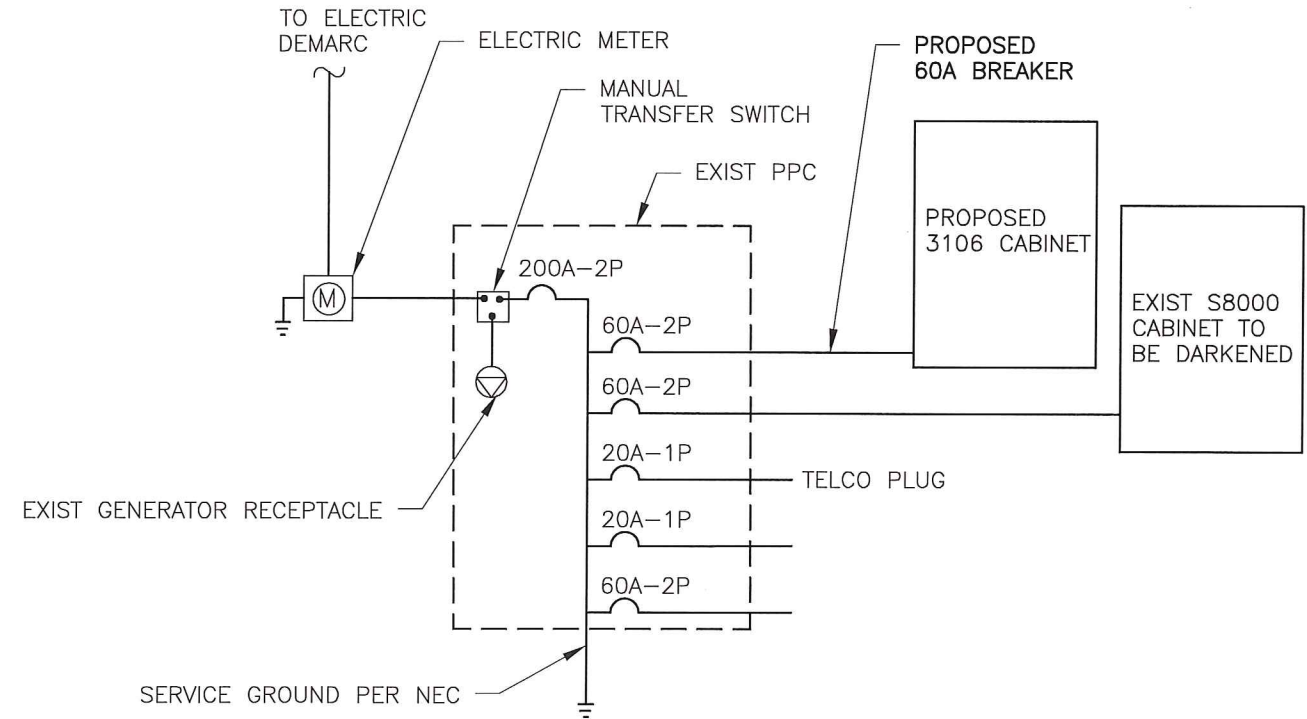 TO ELECTRIC
DEMARC
ELECTRIC METER
PROPOSED
60A BREAKER
MANUAL
TRANSFER SWITCH
EXIST PPC
PROPOSED
3106 CABINET
200A-2P
M
EXIST S8000
CABINET TO
BE DARKENED
60A-2P
60A-2P
20A-1P
TELCO PLUG
EXIST GENERATOR RECEPTACLE
20A-1P
60A-2P
SERVICE GROUND PER NEC